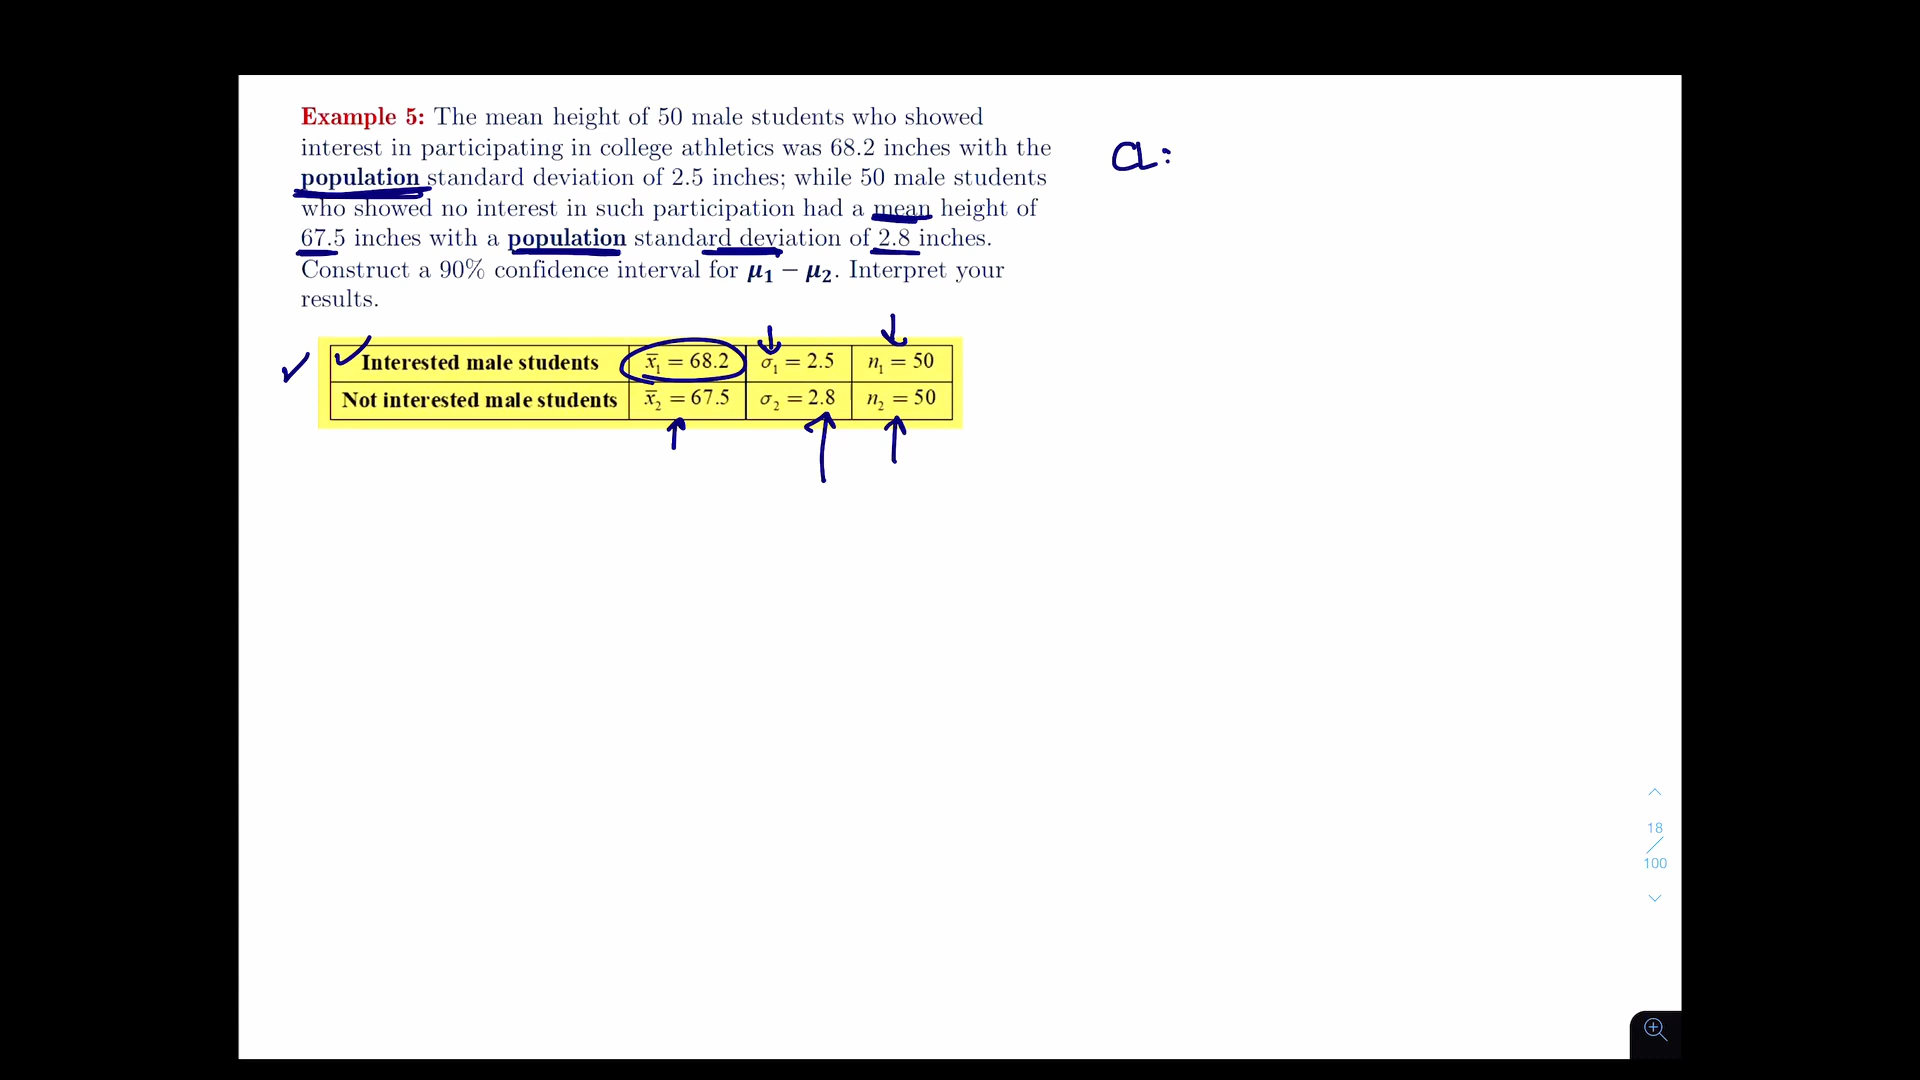 Example 5: The mean height of 50 male students who showed
interest in participating in college athletics was 68.2 inches with the
population standard deviation of 2.5 inches; while 50 male students
who showed no interest in such participation had a mean height of
67.5 inches with a population standard deviation of 2.8 inches.
Construct a 90% confidence interval for μ₁ − μ₂. Interpret your
results.
CL:
Interested male students x̄₁ = 68.2 σ₁ = 2.5 n₁ = 50
Not interested male students x̄₂ = 67.5 σ₂ = 2.8 n₂ = 50
18
/
100